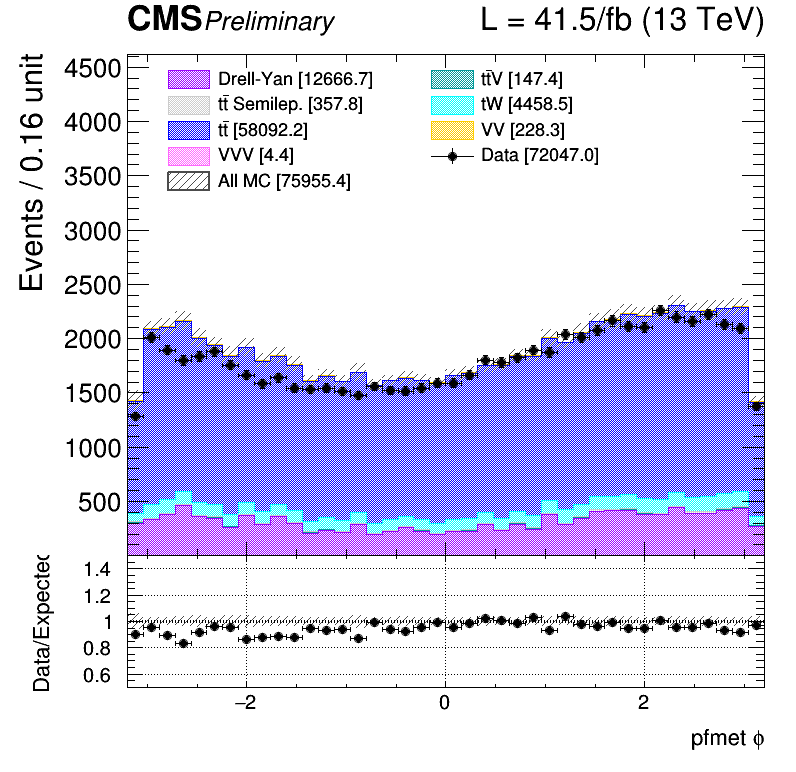 CMS Preliminary L = 41.5/fb (13 TeV)
Events / 0.16 unit
4500
4000
3500
3000
2500
2000
1500
1000
500
Drell-Yan [12666.7]
tt̄ Semilep. [357.8]
tt̄ [58092.2]
VVV [4.4]
All MC [75955.4]
tt̄V [147.4]
tW [4458.5]
VV [228.3]
Data [72047.0]
Data/Expected
1.4
1.2
1
0.8
0.6
−2 0 2
pfmet ϕ